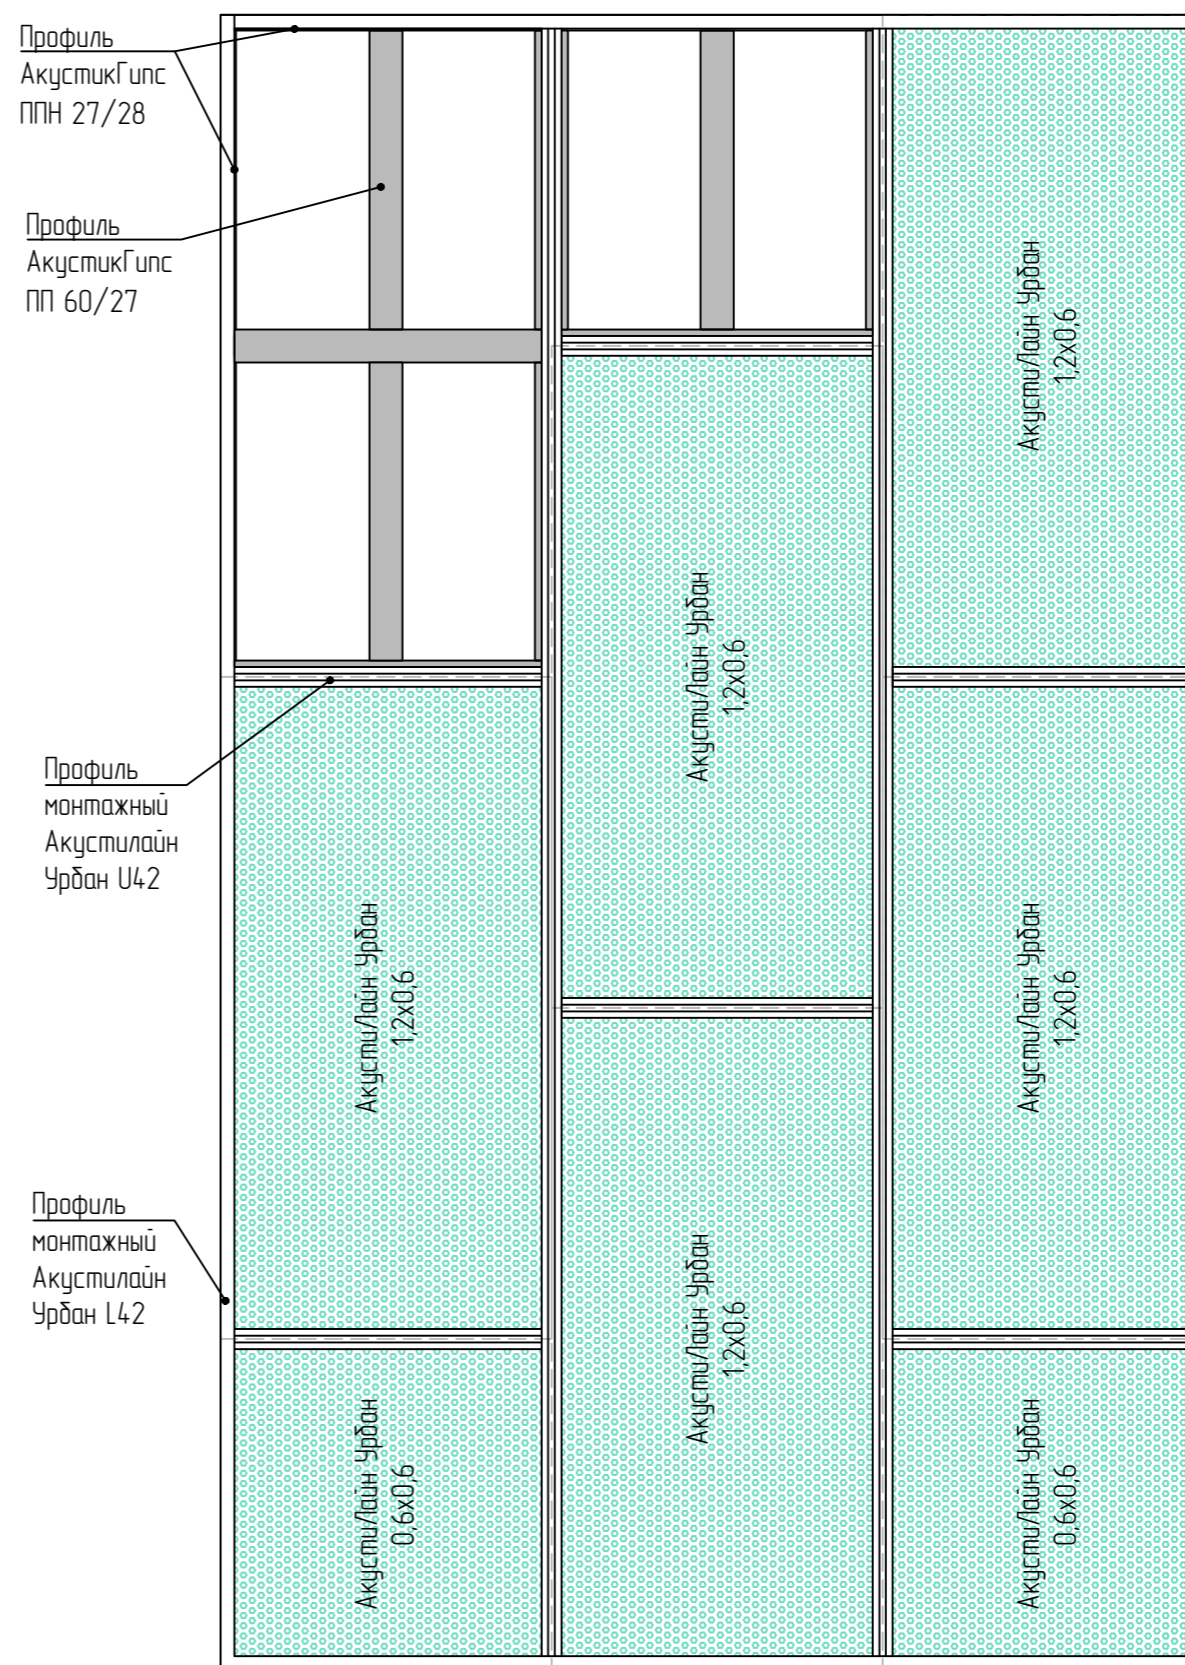 Профиль
АкустикГипс
ППН 27/28
Профиль
АкустикГипс
ПП 60/27
АкустиЛайн Урбан
1,2х0,6
АкустиЛайн Урбан
1,2х0,6
Профиль
монтажный
Акустилайн
Урбан U42
АкустиЛайн Урбан
1,2х0,6
АкустиЛайн Урбан
1,2х0,6
Профиль
монтажный
Акустилайн
Урбан L42
АкустиЛайн Урбан
1,2х0,6
АкустиЛайн Урбан
0,6х0,6
АкустиЛайн Урбан
0,6х0,6